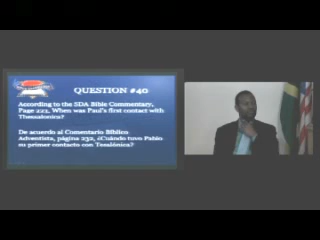 QUESTION #40
According to the SDA Bible Commentary,
Page 222, When was Paul's first contact with
Thessalonica?
De acuerdo al Comentario Bíblico
Adventista, página 232, ¿Cuándo tuvo Pablo
su primer contacto con Tesalónica?